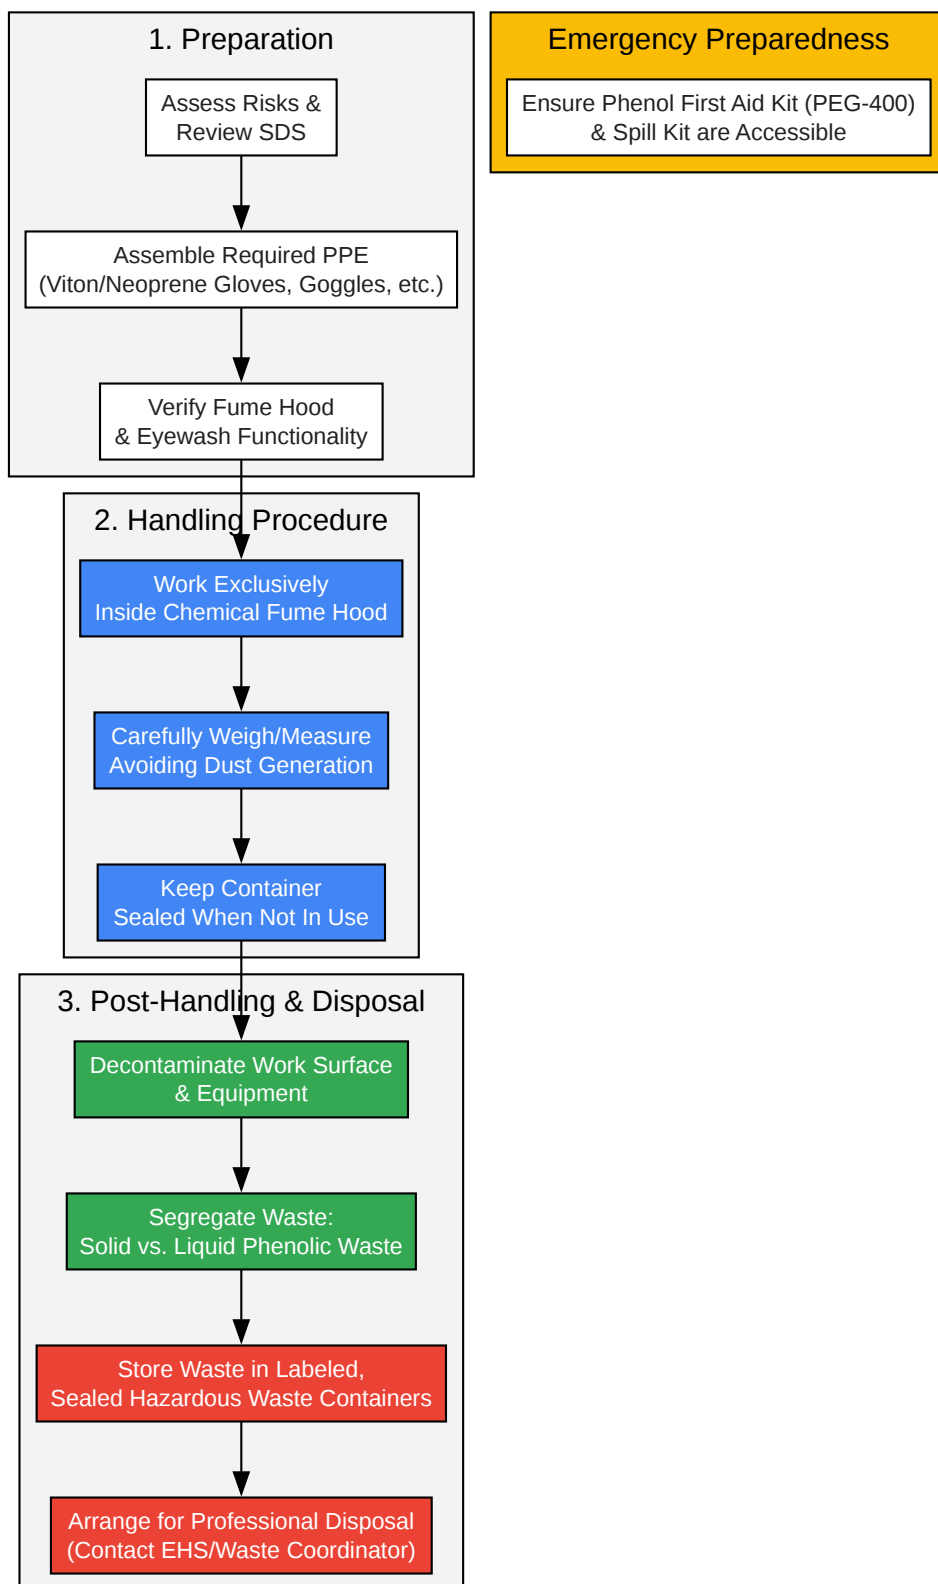 1. Preparation
Assess Risks &
Review SDS
Assemble Required PPE
(Viton/Neoprene Gloves, Goggles, etc.)
Verify Fume Hood
& Eyewash Functionality
Emergency Preparedness
Ensure Phenol First Aid Kit (PEG-400)
& Spill Kit are Accessible
2. Handling Procedure
Work Exclusively
Inside Chemical Fume Hood
Carefully Weigh/Measure
Avoiding Dust Generation
Keep Container
Sealed When Not In Use
3. Post-Handling & Disposal
Decontaminate Work Surface
& Equipment
Segregate Waste:
Solid vs. Liquid Phenolic Waste
Store Waste in Labeled,
Sealed Hazardous Waste Containers
Arrange for Professional Disposal
(Contact EHS/Waste Coordinator)